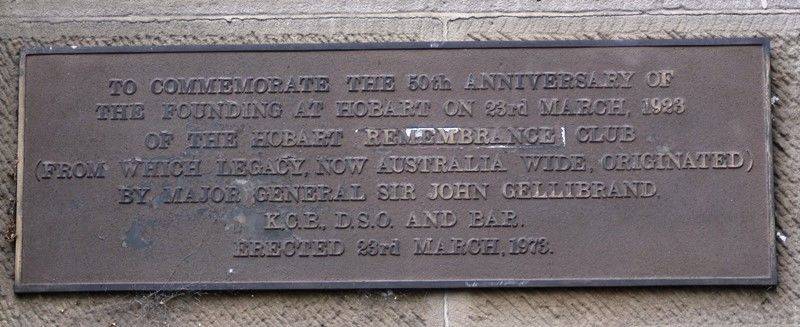 TO COMMEMORATE THE 50th ANNIVERSARY OF
THE FOUNDING AT HOBART ON 23rd MARCH, 1923
OF THE HOBART REMEMBRANCE CLUB
(FROM WHICH LEGACY, NOW AUSTRALIA WIDE, ORIGINATED)
BY MAJOR GENERAL SIR JOHN GELLIBRAND,
K.C.B., D.S.O. AND BAR.
ERECTED 23rd MARCH, 1973.